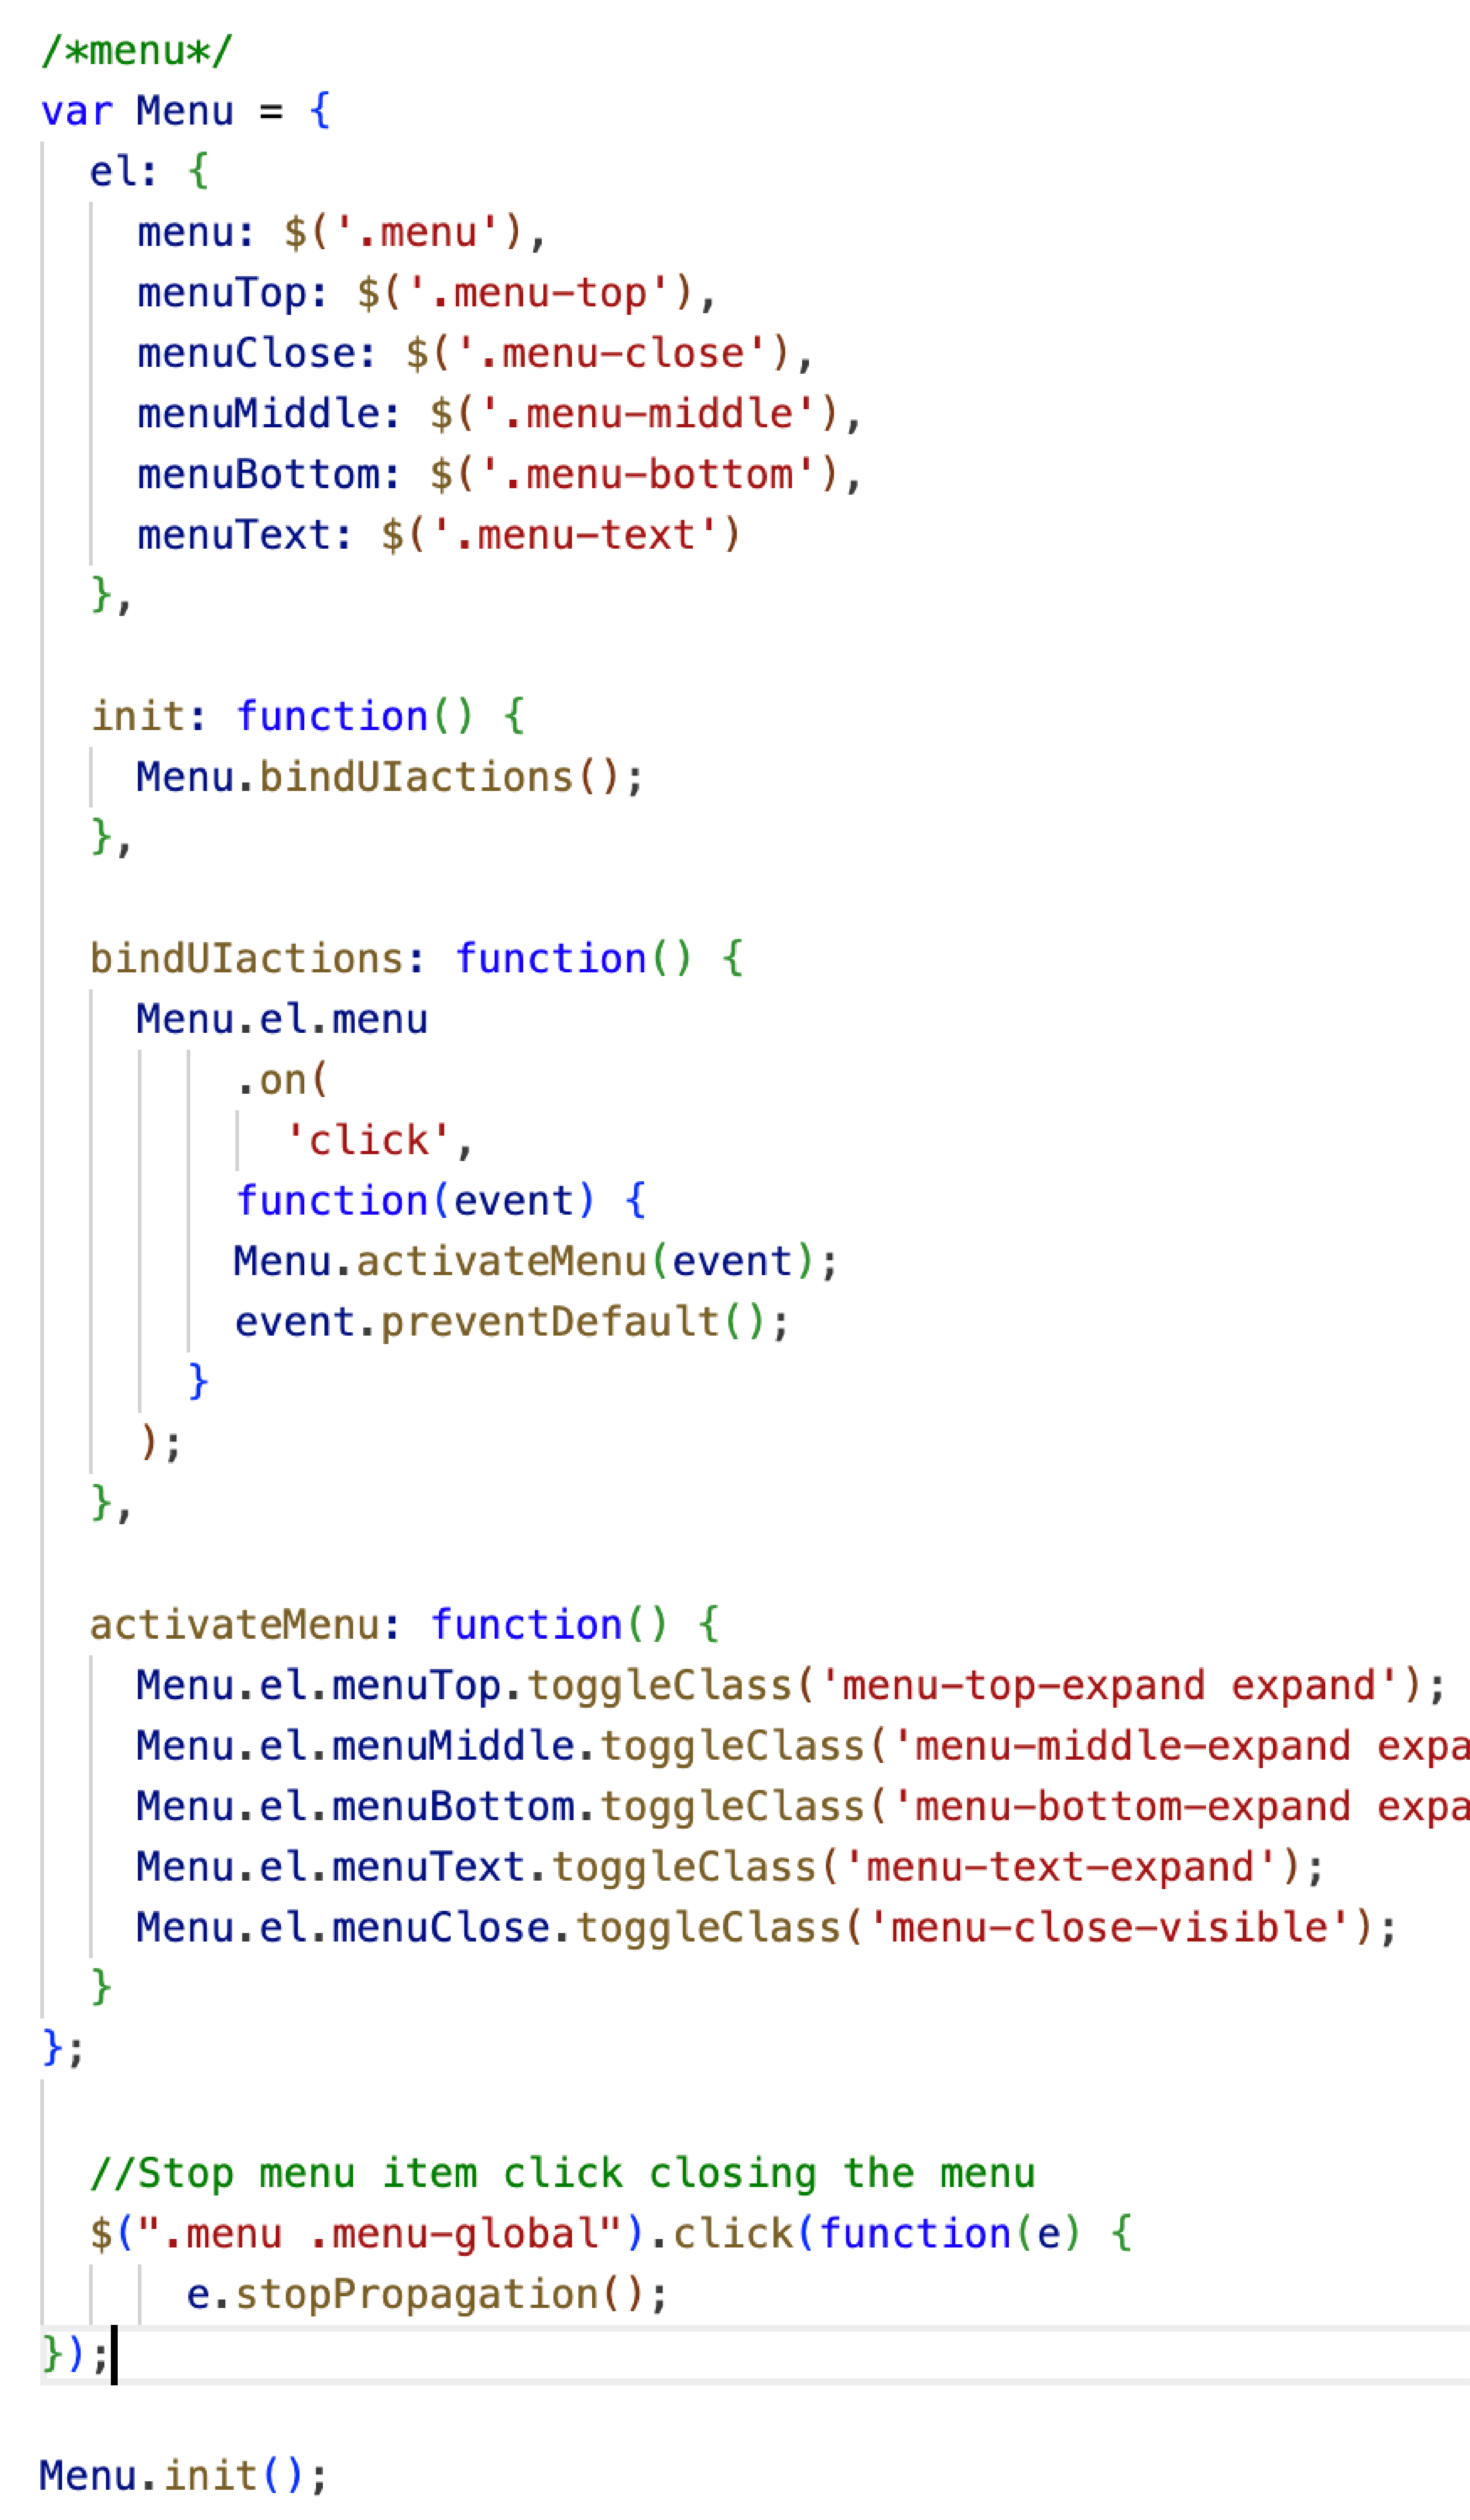 /*menu*/
var Menu = {
  el: {
    menu: $('.menu'),
    menuTop: $('.menu-top'),
    menuClose: $('.menu-close'),
    menuMiddle: $('.menu-middle'),
    menuBottom: $('.menu-bottom'),
    menuText: $('.menu-text')
  },

  init: function() {
    Menu.bindUIactions();
  },

  bindUIactions: function() {
    Menu.el.menu
        .on(
          'click',
        function(event) {
        Menu.activateMenu(event);
        event.preventDefault();
      }
    );
  },

  activateMenu: function() {
    Menu.el.menuTop.toggleClass('menu-top-expand expand');
    Menu.el.menuMiddle.toggleClass('menu-middle-expand expa
    Menu.el.menuBottom.toggleClass('menu-bottom-expand expa
    Menu.el.menuText.toggleClass('menu-text-expand');
    Menu.el.menuClose.toggleClass('menu-close-visible');
  }
};

  //Stop menu item click closing the menu
  $(".menu .menu-global").click(function(e) {
      e.stopPropagation();
});

Menu.init();